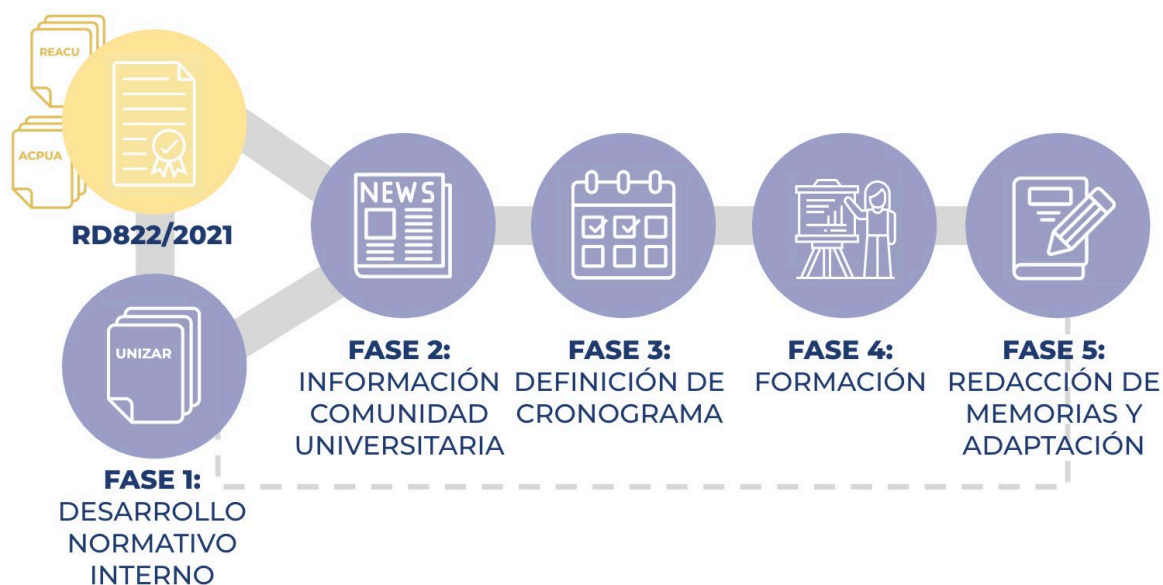 REACU
ACPUA
RD822/2021
UNIZAR
FASE 1:
DESARROLLO
NORMATIVO
INTERNO
NEWS
FASE 2:
INFORMACIÓN
COMUNIDAD
UNIVERSITARIA
FASE 3:
DEFINICIÓN DE
CRONOGRAMA
FASE 4:
FORMACIÓN
FASE 5:
REDACCIÓN DE
MEMORIAS Y
ADAPTACIÓN